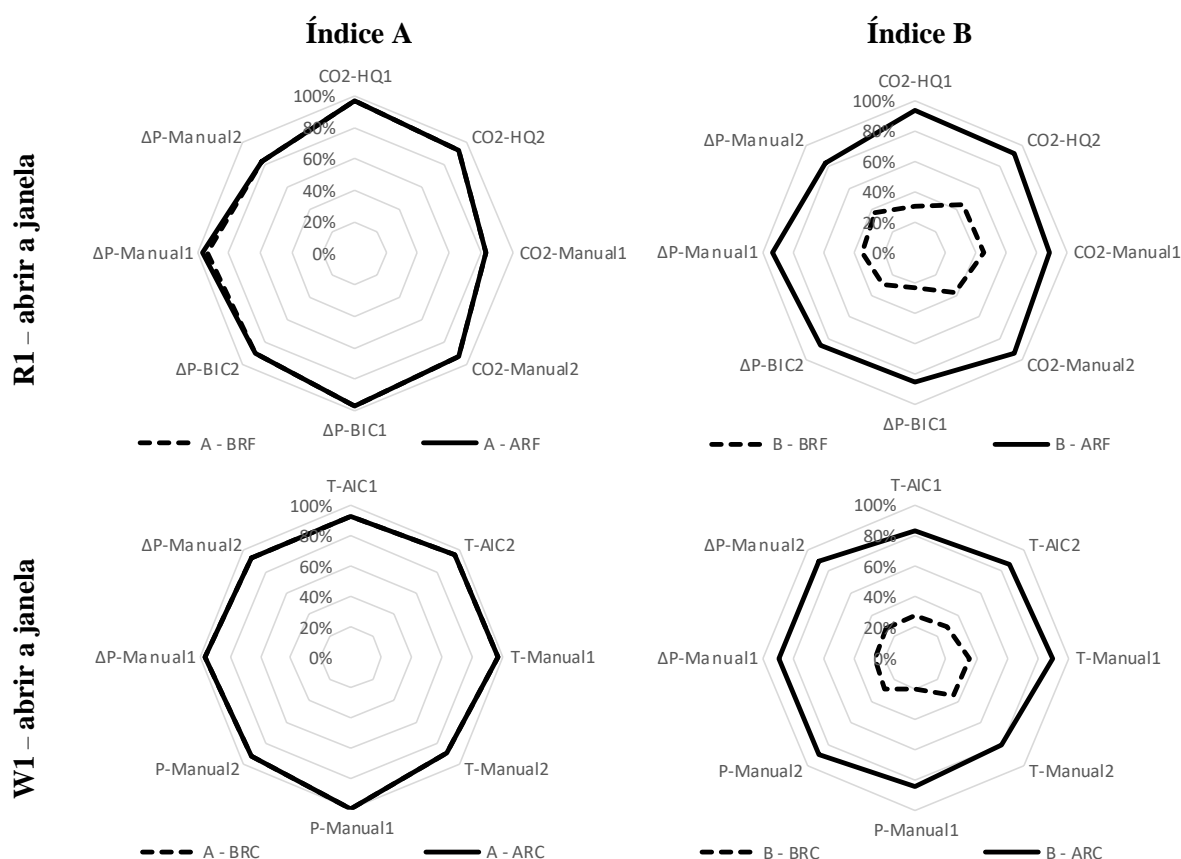 Índice A
Índice B
R1 – abrir a janela
CO2-HQ1
CO2-HQ2
CO2-Manual1
CO2-Manual2
ΔP-BIC1
ΔP-BIC2
ΔP-Manual1
ΔP-Manual2
100%
80%
60%
40%
20%
0%
A - BRF
A - ARF
CO2-HQ1
CO2-HQ2
CO2-Manual1
CO2-Manual2
ΔP-BIC1
ΔP-BIC2
ΔP-Manual1
ΔP-Manual2
100%
80%
60%
40%
20%
0%
B - BRF
B - ARF
W1 – abrir a janela
T-AIC1
T-AIC2
T-Manual1
T-Manual2
P-Manual1
P-Manual2
ΔP-Manual1
ΔP-Manual2
100%
80%
60%
40%
20%
0%
A - BRC
A - ARC
T-AIC1
T-AIC2
T-Manual1
T-Manual2
P-Manual1
P-Manual2
ΔP-Manual1
ΔP-Manual2
100%
80%
60%
40%
20%
0%
B - BRC
B - ARC